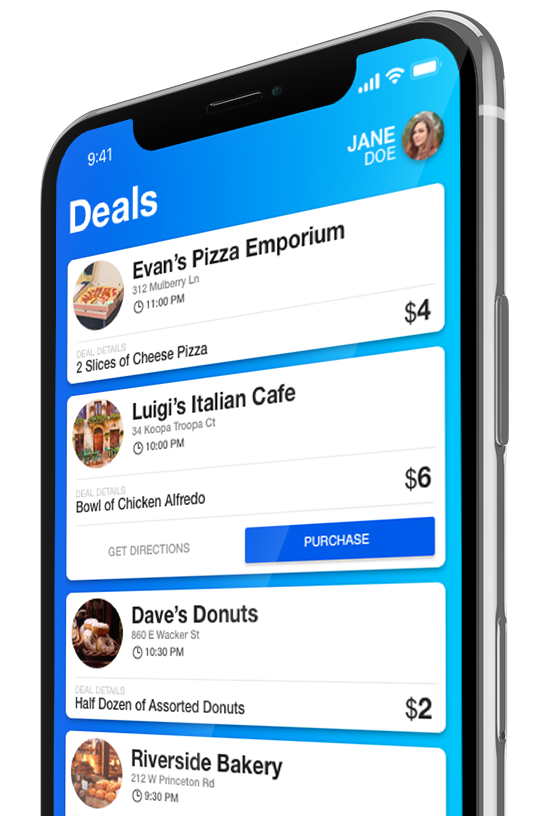 9:41
JANE
DOE
Deals
Evan's Pizza Emporium
312 Mulberry Ln
11:00 PM
$4
DEAL DETAILS
2 Slices of Cheese Pizza
Luigi's Italian Cafe
34 Koopa Troopa Ct
10:00 PM
$6
DEAL DETAILS
Bowl of Chicken Alfredo
GET DIRECTIONS
PURCHASE
Dave's Donuts
860 E Wacker St
10:30 PM
DEAL DETAILS
Half Dozen of Assorted Donuts
$2
Riverside Bakery
212 W Princeton Rd
9:30 PM